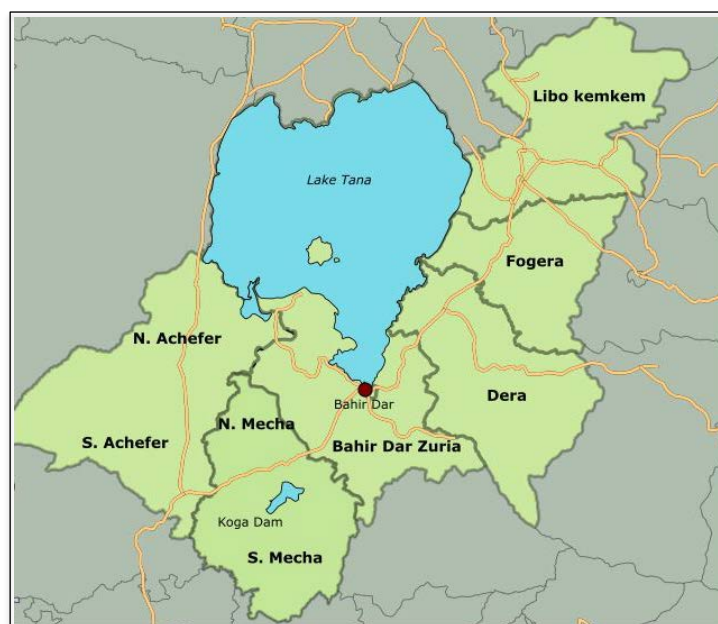 Libo kemkem
Lake Tana
Fogera
N. Achefer
Dera
Bahir Dar
N. Mecha
S. Achefer
Bahir Dar Zuria
Koga Dam
S. Mecha